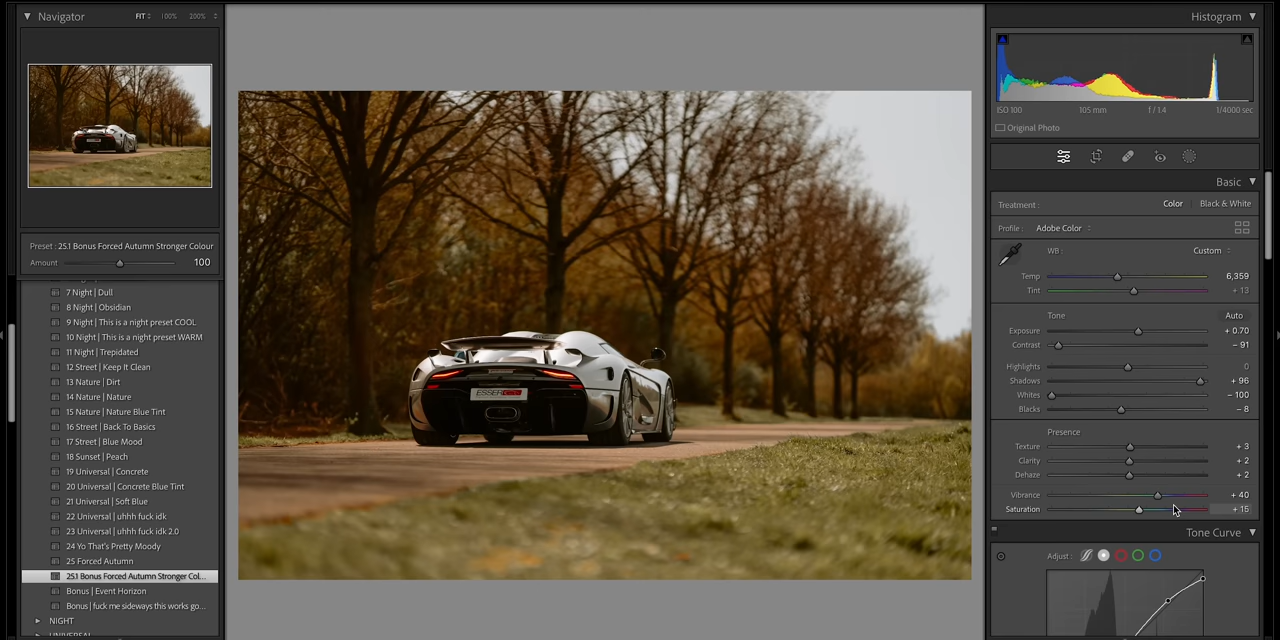 Navigator
FIT
100%
200%
Preset : 25.1 Bonus Forced Autumn Stronger Colour
Amount
100
7 Night | Dull
8 Night | Obsidian
9 Night | This is a night preset COOL
10 Night | This is a night preset WARM
11 Night | Trepidated
12 Street | Keep It Clean
13 Nature | Dirt
14 Nature | Nature
15 Nature | Nature Blue Tint
16 Street | Back To Basics
17 Street | Blue Mood
18 Sunset | Peach
19 Universal | Concrete
20 Universal | Concrete Blue Tint
21 Universal | Soft Blue
22 Universal | uhhh fuck idk
23 Universal | uhhh fuck idk 2.0
24 Yo That's Pretty Moody
25 Forced Autumn
25.1 Bonus Forced Autumn Stronger Col...
Bonus | Event Horizon
Bonus | fuck me sideways this works go...
NIGHT
UNIVERSAL
Histogram
ISO 100
105 mm
f / 1.4
1/4000 sec
Original Photo
Basic
Treatment :
Color
Black & White
Profile : Adobe Color
WB :
Custom
Temp
6,359
Tint
+ 13
Tone
Auto
Exposure
+ 0.70
Contrast
– 91
Highlights
0
Shadows
+ 96
Whites
– 100
Blacks
– 8
Presence
Texture
+ 3
Clarity
+ 2
Dehaze
+ 2
Vibrance
+ 40
Saturation
+ 15
Tone Curve
Adjust :